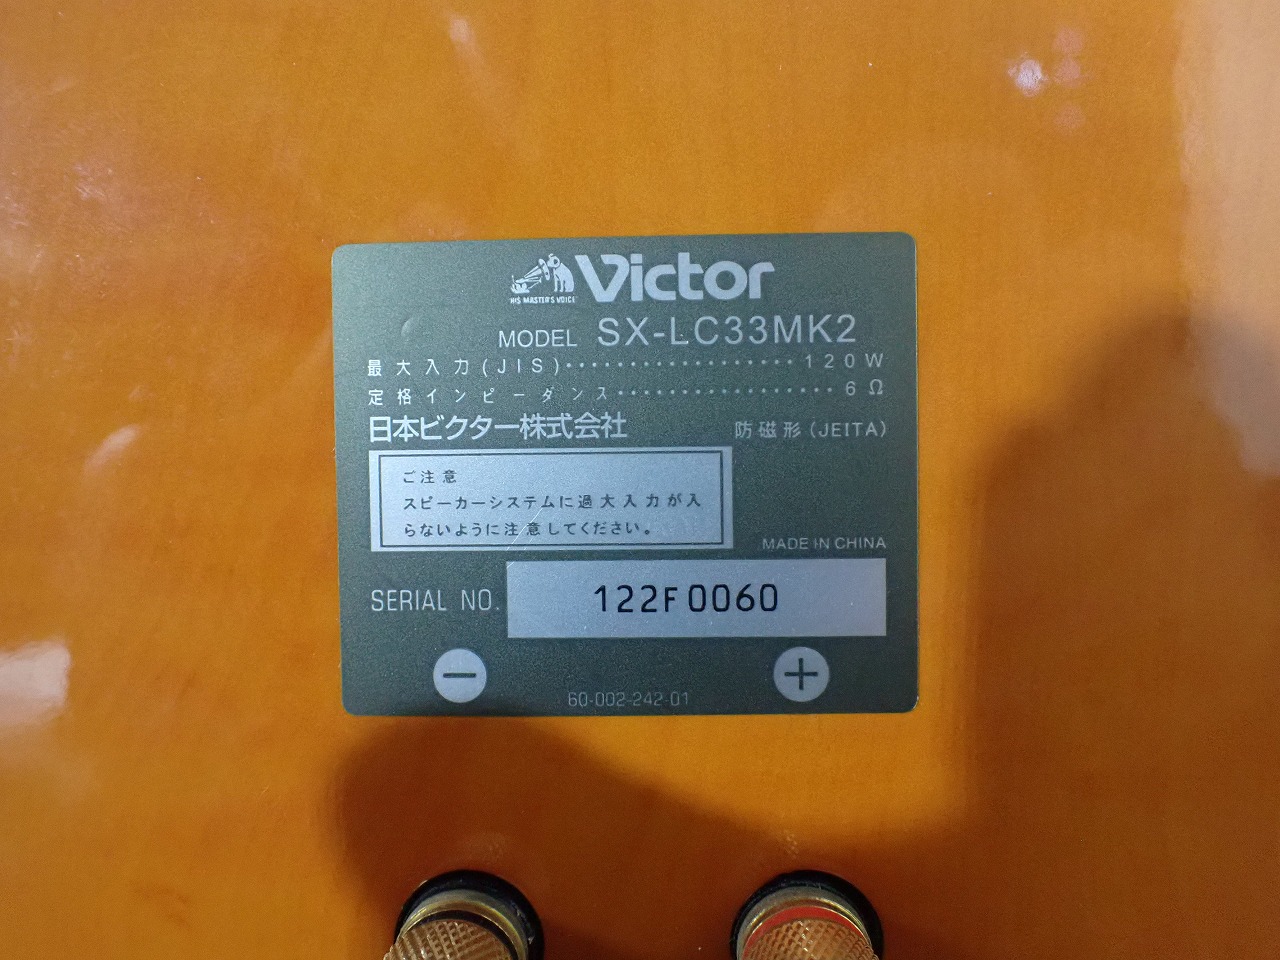 HIS MASTER'S VOICE Victor
MODEL SX-LC33MK2
最大入力(JIS)··················120W
定格インピーダンス··················6Ω
日本ビクター株式会社 防磁形(JEITA)
ご注意
スピーカーシステムに過大入力が入
らないように注意してください。
MADE IN CHINA
SERIAL NO. 122F0060
− +
60-002-242-01